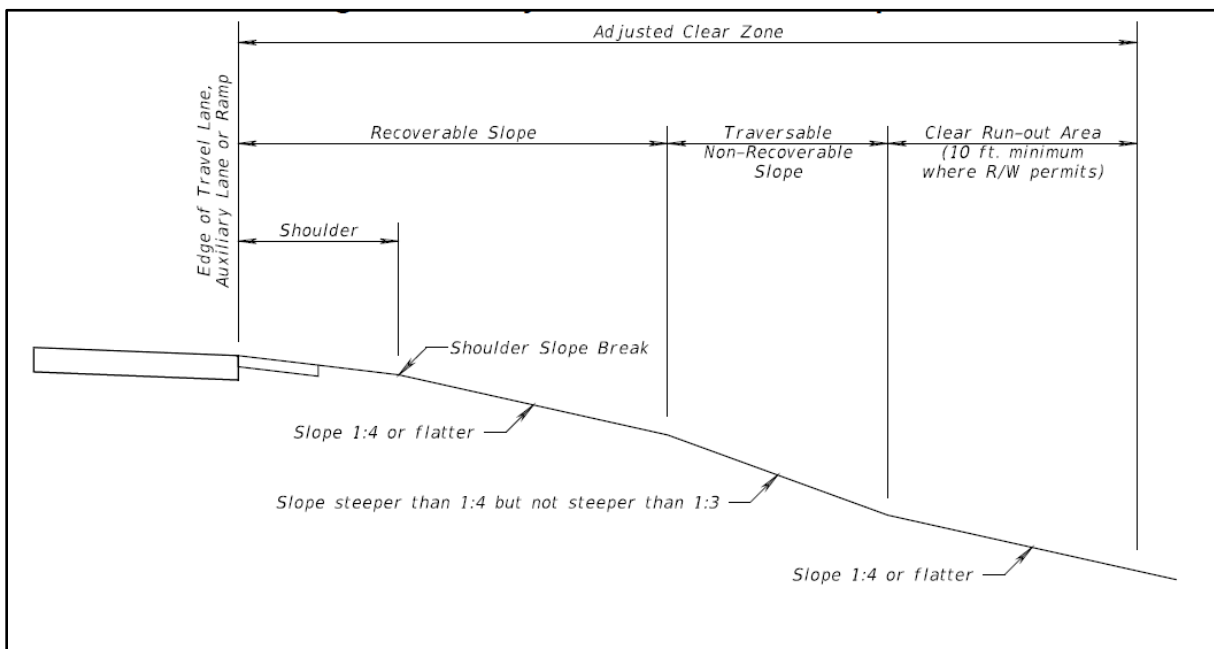 Adjusted Clear Zone
Edge of Travel Lane,
Auxiliary Lane or Ramp
Recoverable Slope
Traversable
Non-Recoverable
Slope
Clear Run-out Area
(10 ft. minimum
where R/W permits)
Shoulder
Shoulder Slope Break
Slope 1:4 or flatter
Slope steeper than 1:4 but not steeper than 1:3
Slope 1:4 or flatter